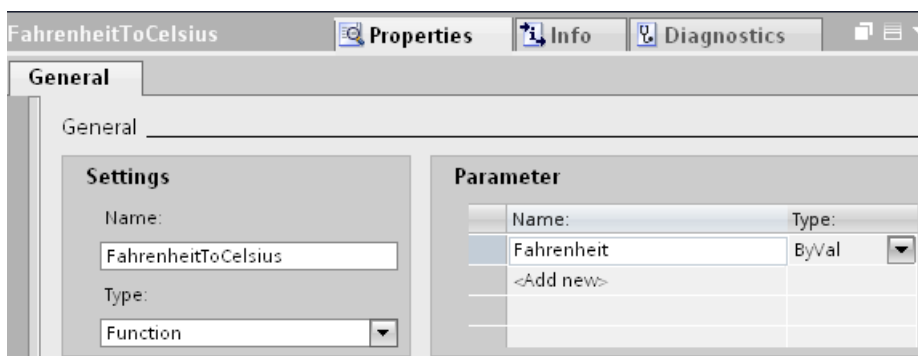 FahrenheitToCelsius Properties Info Diagnostics
General
General
Settings
Name:
FahrenheitToCelsius
Type:
Function
Parameter
Name: Type:
Fahrenheit ByVal
<Add new>